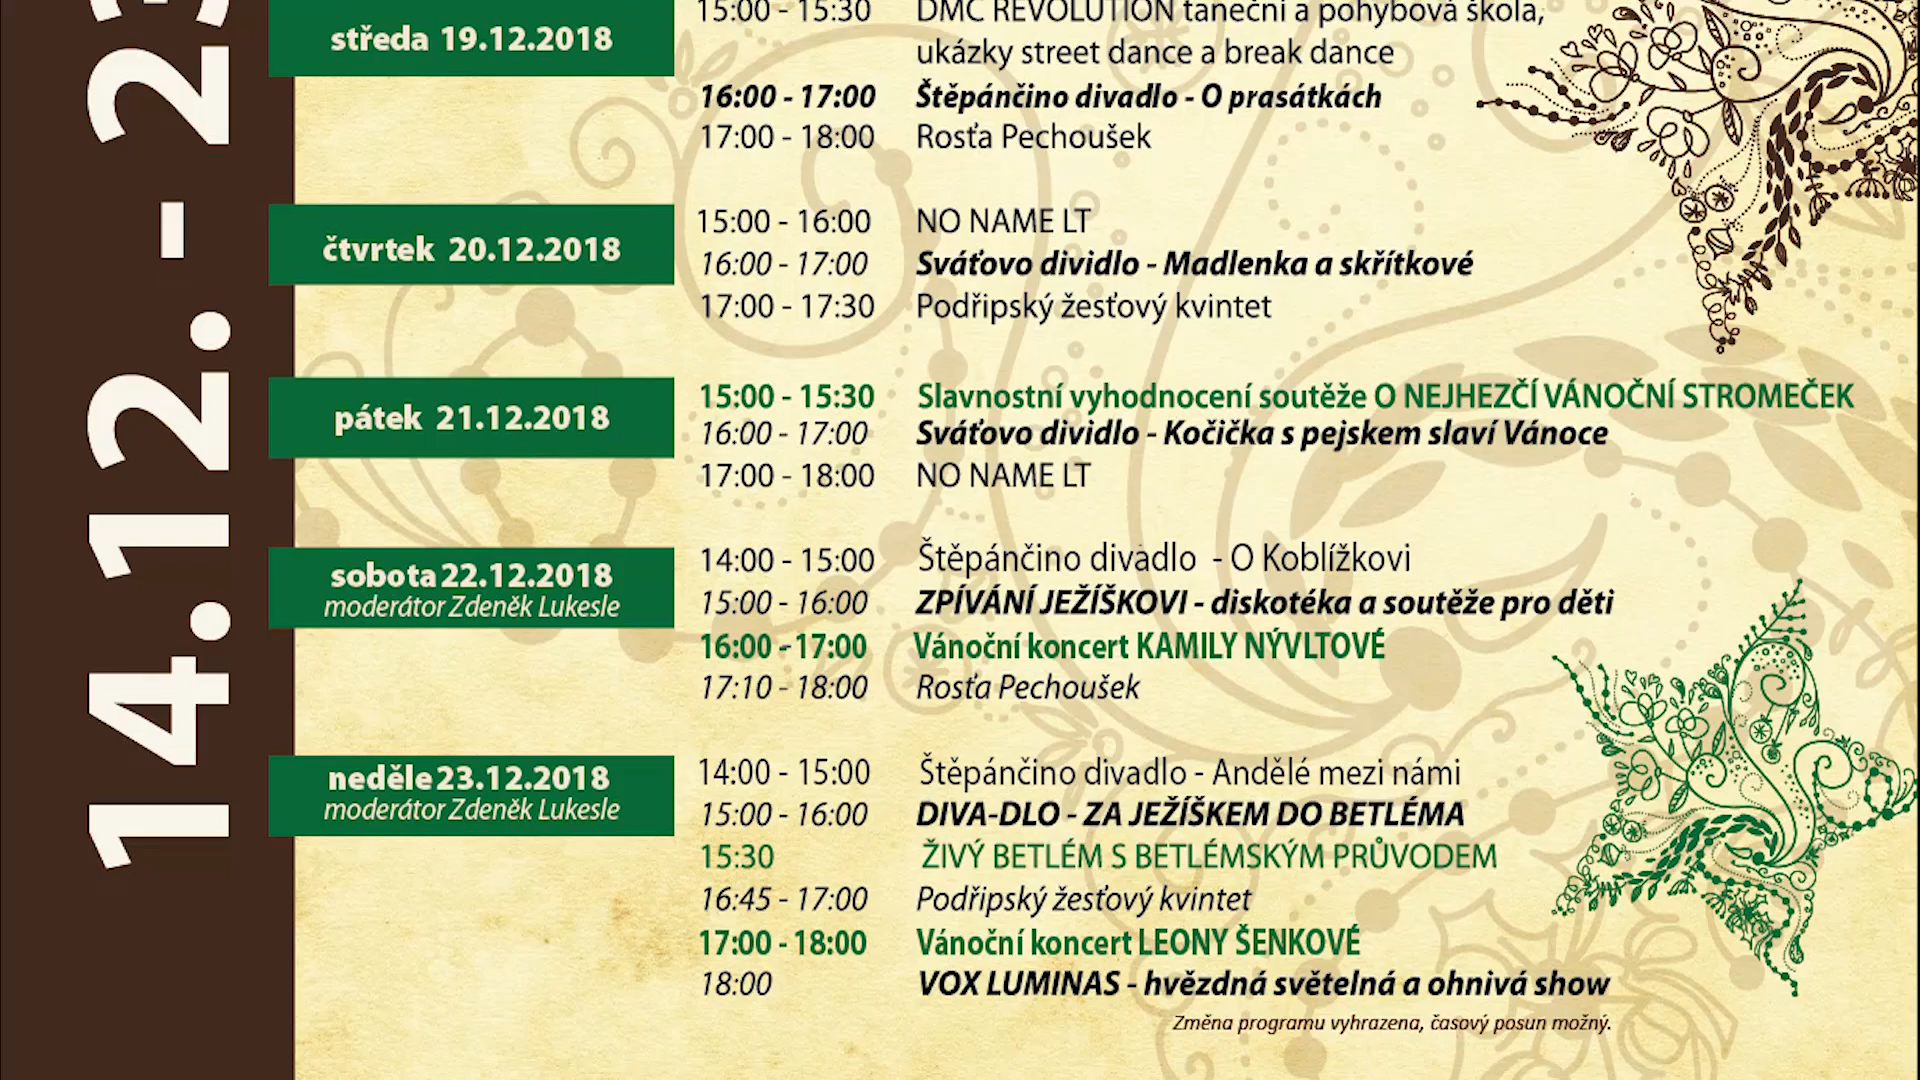 14.12. - 23
středa 19.12.2018
15:00 - 15:30 DMC REVOLUTION taneční a pohybová škola,
ukázky street dance a break dance
16:00 - 17:00 Štěpánčino divadlo - O prasátkách
17:00 - 18:00 Rosťa Pechoušek
čtvrtek 20.12.2018
15:00 - 16:00 NO NAME LT
16:00 - 17:00 Sváťovo dividlo - Madlenka a skřítkové
17:00 - 17:30 Podřipský žesťový kvintet
pátek 21.12.2018
15:00 - 15:30 Slavnostní vyhodnocení soutěže O NEJHEZČÍ VÁNOČNÍ STROMEČEK
16:00 - 17:00 Sváťovo dividlo - Kočička s pejskem slaví Vánoce
17:00 - 18:00 NO NAME LT
sobota 22.12.2018
moderátor Zdeněk Lukesle
14:00 - 15:00 Štěpánčino divadlo - O Koblížkovi
15:00 - 16:00 ZPÍVÁNÍ JEŽÍŠKOVI - diskotéka a soutěže pro děti
16:00 - 17:00 Vánoční koncert KAMILY NÝVLTOVÉ
17:10 - 18:00 Rosťa Pechoušek
neděle 23.12.2018
moderátor Zdeněk Lukesle
14:00 - 15:00 Štěpánčino divadlo - Andělé mezi námi
15:00 - 16:00 DIVA-DLO - ZA JEŽÍŠKEM DO BETLÉMA
15:30 ŽIVÝ BETLÉM S BETLÉMSKÝM PRŮVODEM
16:45 - 17:00 Podřipský žesťový kvintet
17:00 - 18:00 Vánoční koncert LEONY ŠENKOVÉ
18:00 VOX LUMINAS - hvězdná světelná a ohnivá show
Změna programu vyhrazena, časový posun možný.